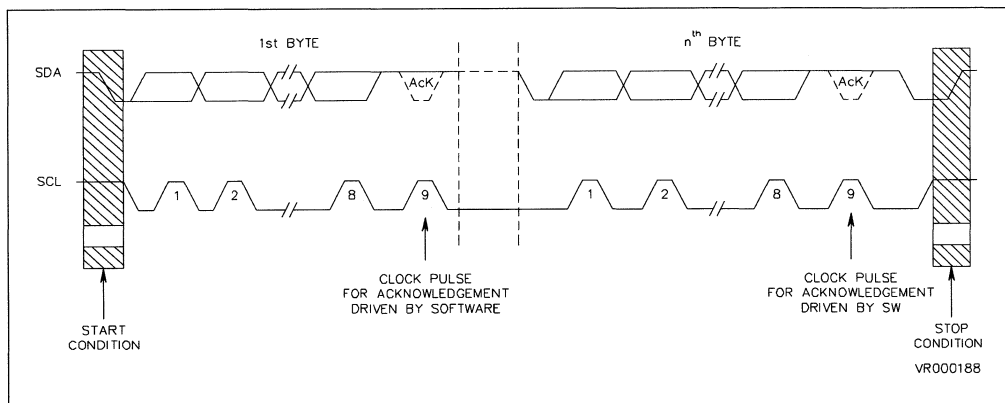 1st BYTE
nth BYTE
SDA
AcK
AcK
SCL
1
2
8
9
1
2
8
9
CLOCK PULSE
FOR ACKNOWLEDGEMENT
DRIVEN BY SOFTWARE
CLOCK PULSE
FOR ACKNOWLEDGEMENT
DRIVEN BY SW
START
CONDITION
STOP
CONDITION
VR000188